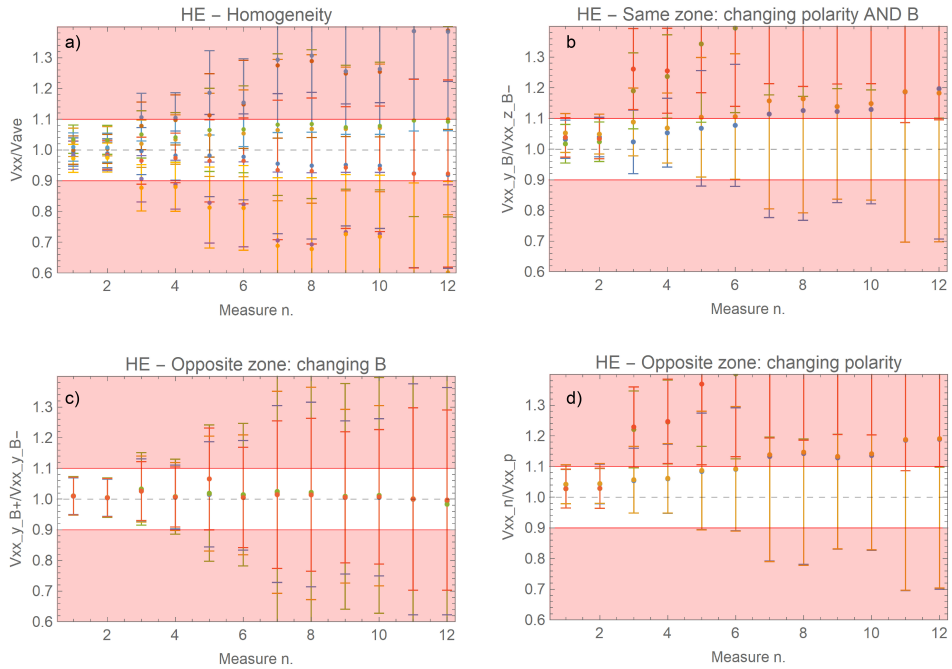 HE – Homogeneity
a)
Vxx/Vave
1.3
1.2
1.1
1.0
0.9
0.8
0.7
0.6
2 4 6 8 10 12
Measure n.
HE – Same zone: changing polarity AND B
b)
Vxx_y_B/Vxx_z_B-
1.3
1.2
1.1
1.0
0.9
0.8
0.7
0.6
2 4 6 8 10 12
Measure n.
HE – Opposite zone: changing B
c)
Vxx_y_B+/Vxx_y_B-
1.3
1.2
1.1
1.0
0.9
0.8
0.7
0.6
2 4 6 8 10 12
Measure n.
HE – Opposite zone: changing polarity
d)
Vxx_n/Vxx_p
1.3
1.2
1.1
1.0
0.9
0.8
0.7
0.6
2 4 6 8 10 12
Measure n.